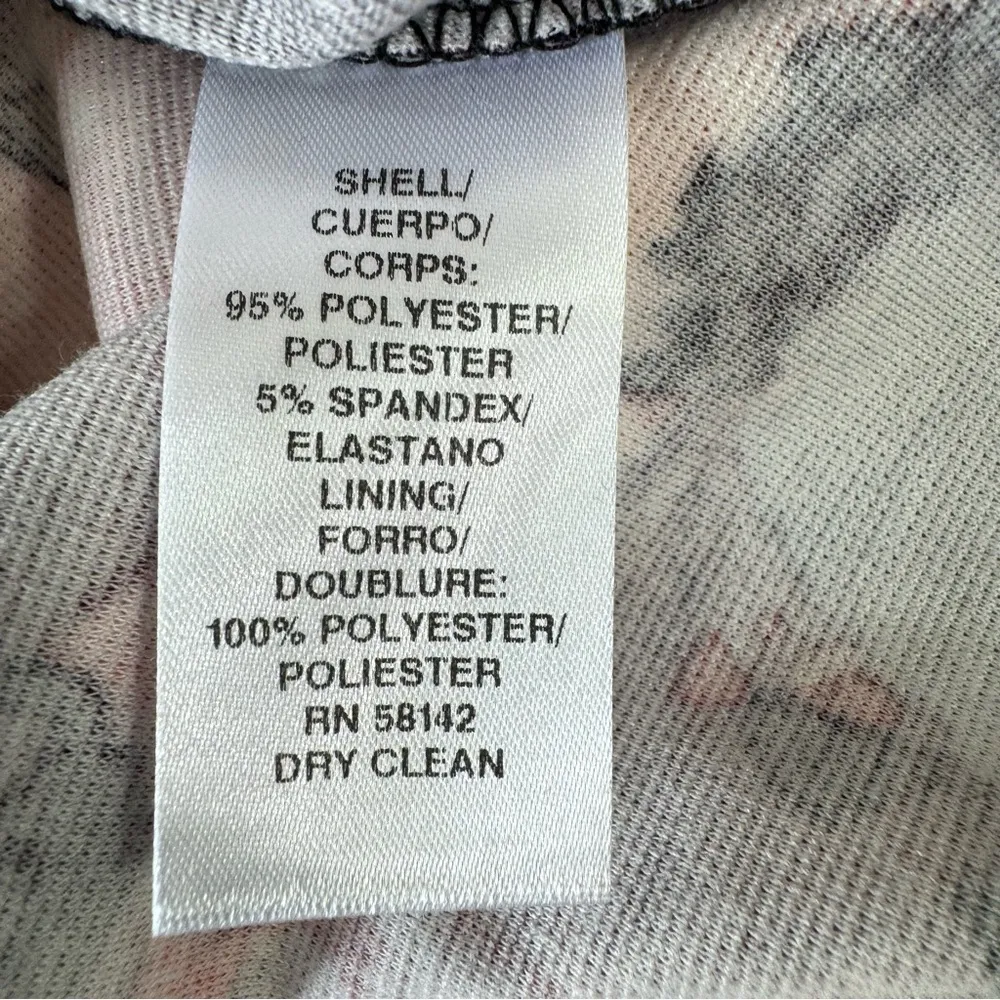 SHELL/
CUERPO/
CORPS:
95% POLYESTER/
POLIESTER
5% SPANDEX/
ELASTANO
LINING/
FORRO/
DOUBLURE:
100% POLYESTER/
POLIESTER
RN 58142
DRY CLEAN